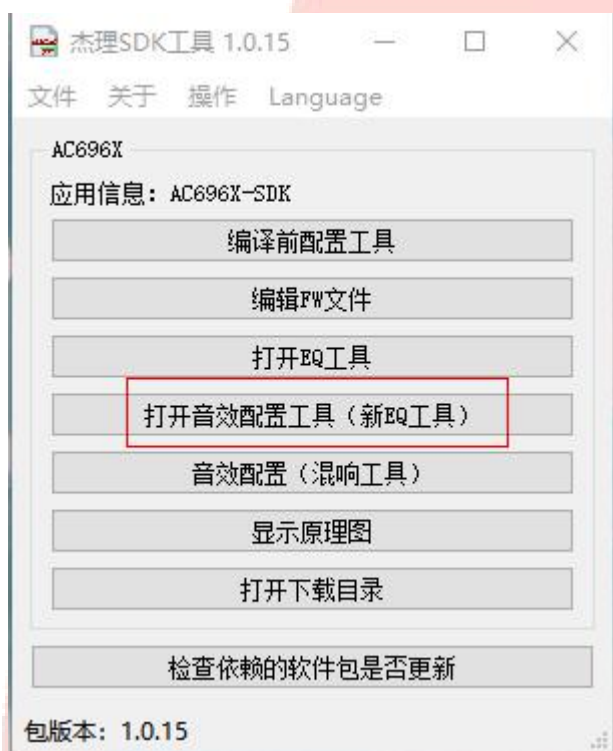 杰理SDK工具 1.0.15
文件 关于 操作 Language
AC696X
应用信息：AC696X-SDK
编译前配置工具
编辑FW文件
打开EQ工具
打开音效配置工具（新EQ工具）
音效配置（混响工具）
显示原理图
打开下载目录
检查依赖的软件包是否更新
包版本：1.0.15